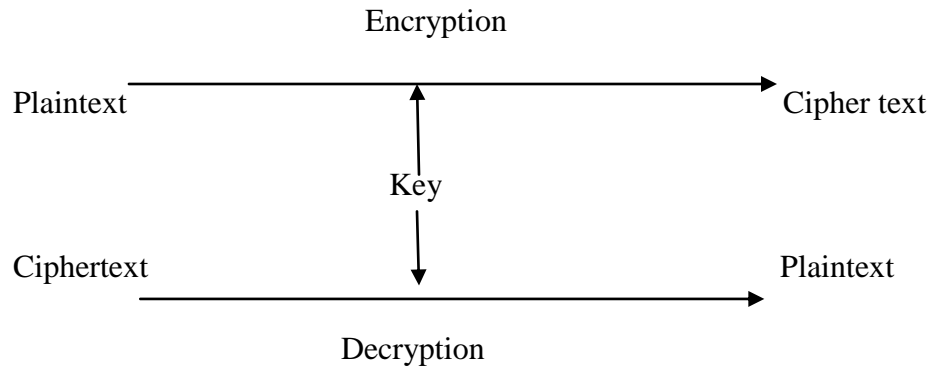 Encryption
Plaintext
Cipher text
Key
Ciphertext
Plaintext
Decryption